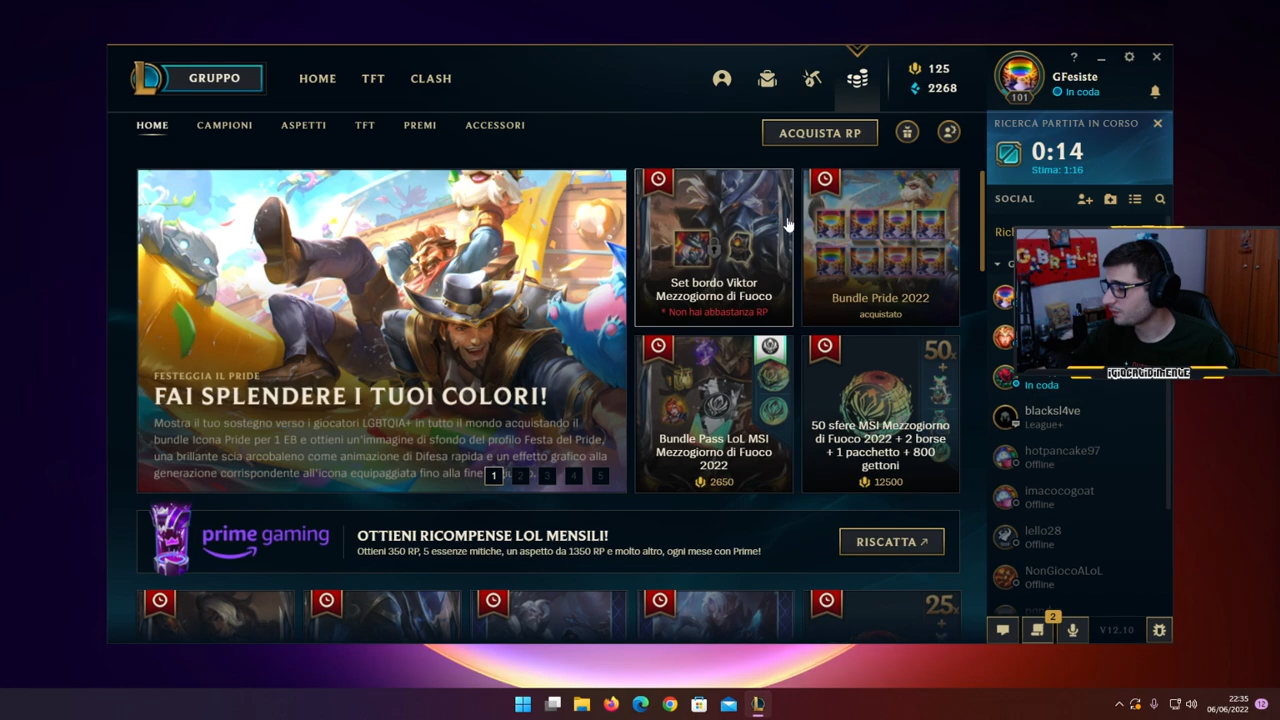 GRUPPO
HOME
TFT
CLASH
125
2268
?
GFesiste
In coda
101
HOME
CAMPIONI
ASPETTI
TFT
PREMI
ACCESSORI
ACQUISTA RP
RICERCA PARTITA IN CORSO
0:14
Stima: 1:16
SOCIAL
FESTEGGIA IL PRIDE
FAI SPLENDERE I TUOI COLORI!
Mostra il tuo sostegno verso i giocatori LGBTQIA+ in tutto il mondo acquistando il
bundle Icona Pride per 1 EB e ottieni un'immagine di sfondo del profilo Festa del Pride,
una brillante scia arcobaleno come animazione di Difesa rapida e un effetto grafico alla
generazione corrispondente all'icona equipaggiata fino alla fine
1 2 3 4 5
Set bordo Viktor
Mezzogiorno di Fuoco
* Non hai abbastanza RP
Bundle Pride 2022
acquistato
Bundle Pass LoL MSI
Mezzogiorno di Fuoco
2022
2650
50x
+
50 sfere MSI Mezzogiorno
di Fuoco 2022 + 2 borse
+ 1 pacchetto + 800
gettoni
12500
In coda
blacksl4ve
League+
hotpancake97
Offline
imacocogoat
Offline
lello28
Offline
NonGiocoALoL
Offline
prime gaming
OTTIENI RICOMPENSE LOL MENSILI!
Ottieni 350 RP, 5 essenze mitiche, un aspetto da 1350 RP e molto altro, ogni mese con Prime!
RISCATTA
25x
2
V12.10
22:35
06/06/2022
12